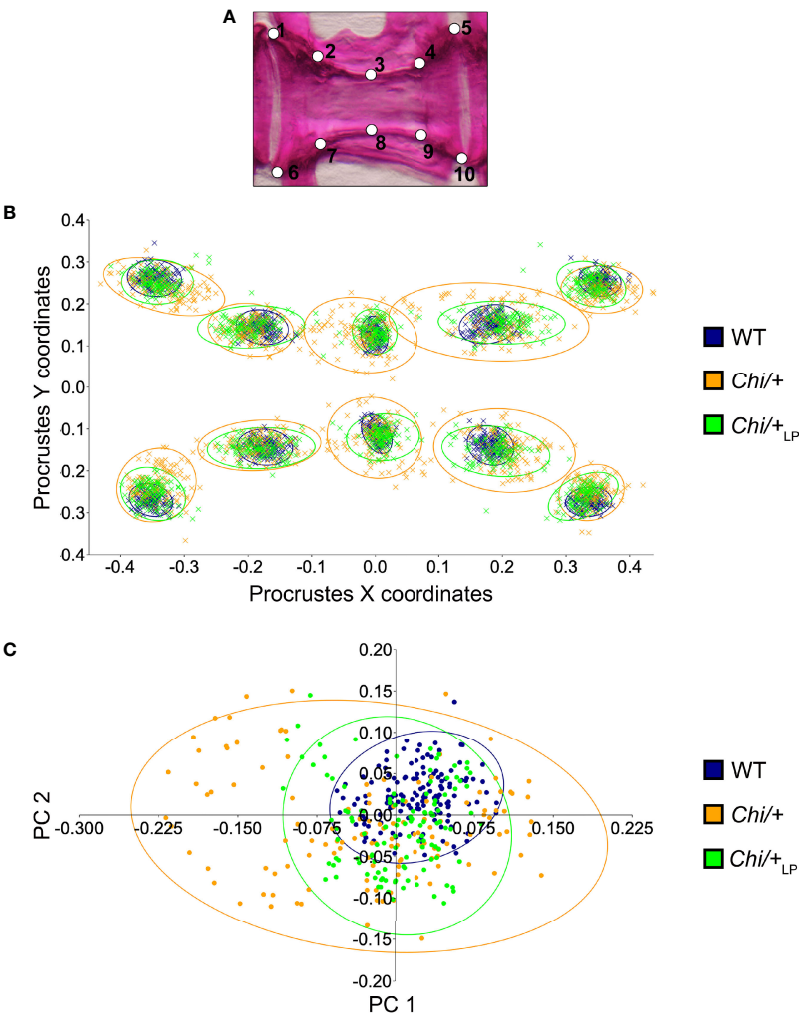 A
1
2
3
4
5
6
7
8
9
10
B
Procrustes Y coordinates
0.4
0.3
0.2
0.1
0.0
0.1
0.2
0.3
0.4
-0.4 -0.3 -0.2 -0.1 0.0 0.1 0.2 0.3 0.4
Procrustes X coordinates
WT
Chi/+
Chi/+LP
C
PC 2
0.20
0.15
0.10
0.05
0.00
-0.05
-0.10
-0.15
-0.20
-0.300 -0.225 -0.150 -0.075 0.075 0.150 0.225
PC 1
WT
Chi/+
Chi/+LP